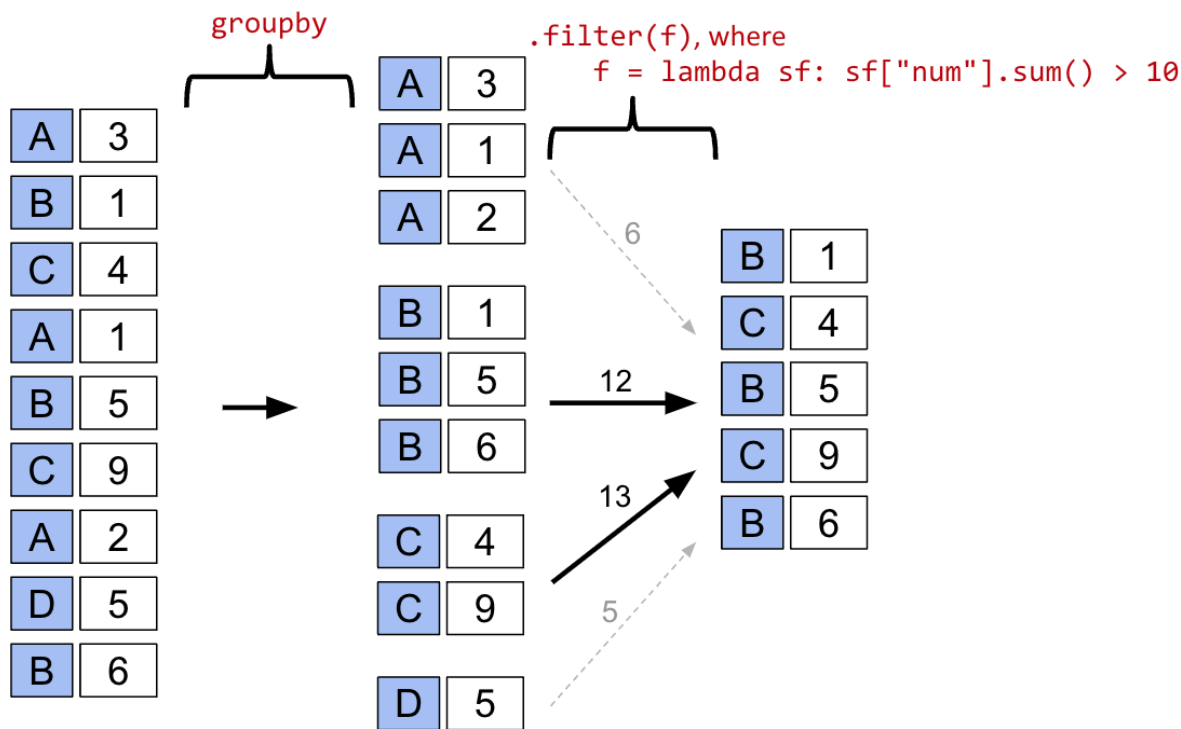 groupby
.filter(f), where
f = lambda sf: sf["num"].sum() > 10
A 3
B 1
C 4
A 1
B 5
C 9
A 2
D 5
B 6
A 3
A 1
A 2
B 1
B 5
B 6
C 4
C 9
D 5
6
12
13
5
B 1
C 4
B 5
C 9
B 6